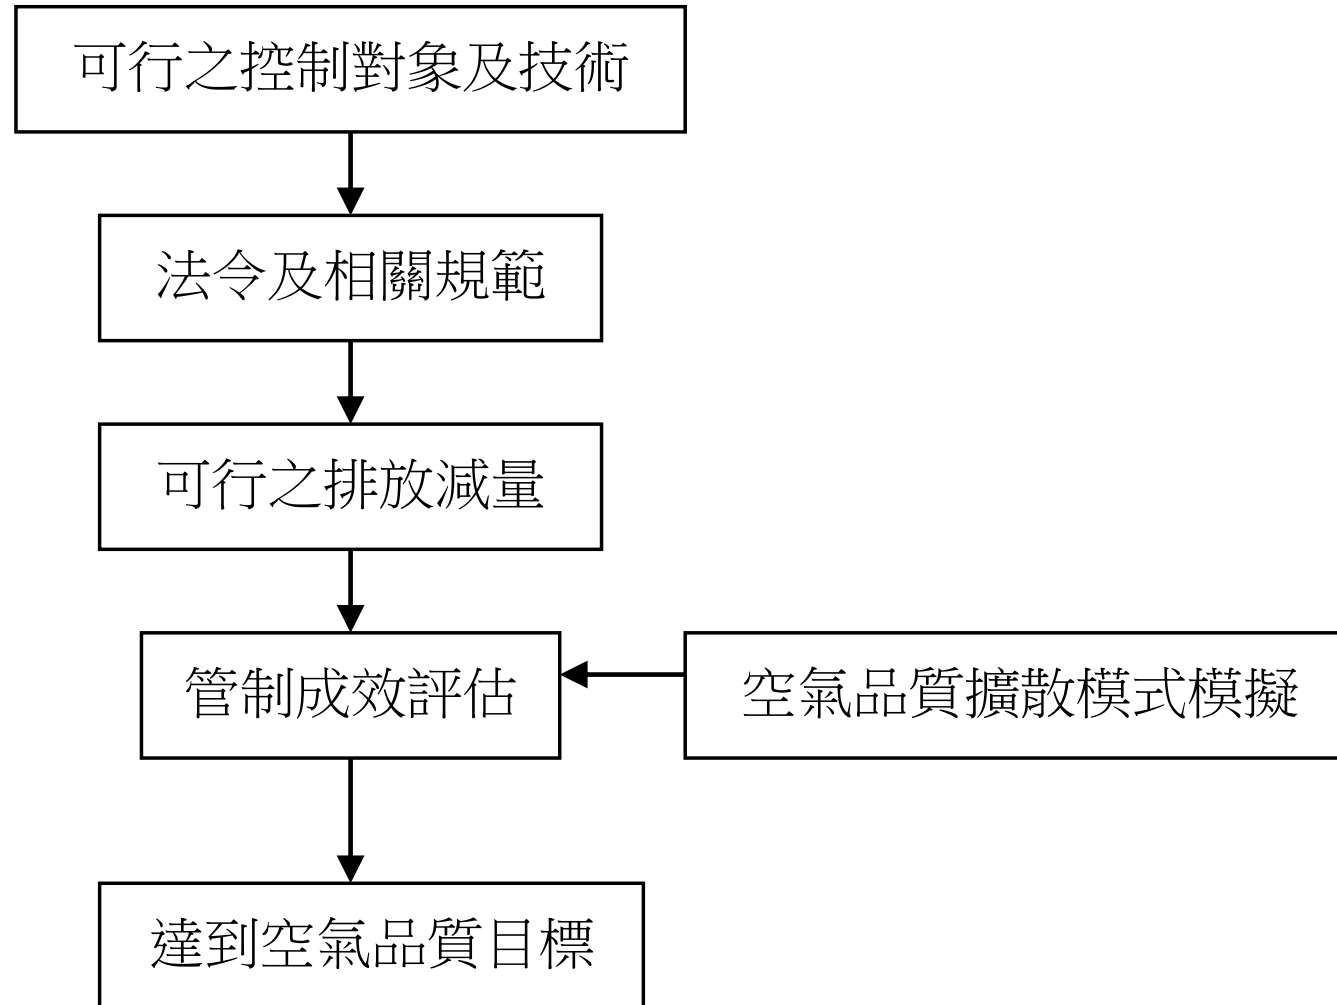 可行之控制對象及技術
法令及相關規範
可行之排放減量
管制成效評估
空氣品質擴散模式模擬
達到空氣品質目標